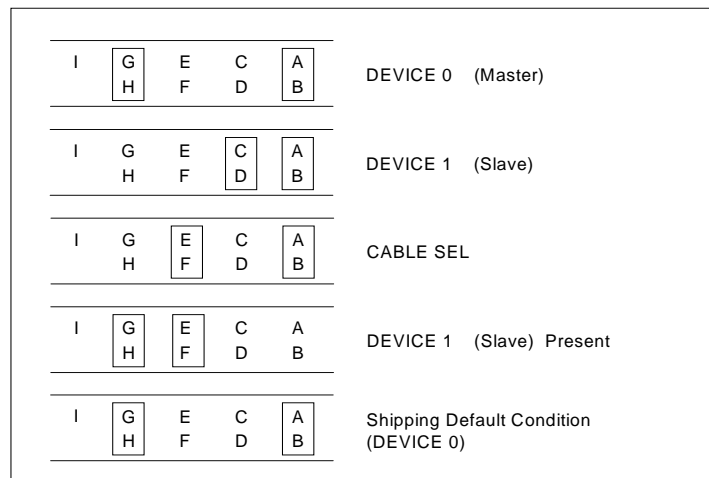 I G E C A
H F D B
DEVICE 0 (Master)
I G E C A
H F D B
DEVICE 1 (Slave)
I G E C A
H F D B
CABLE SEL
I G E C A
H F D B
DEVICE 1 (Slave) Present
I G E C A
H F D B
Shipping Default Condition
(DEVICE 0)